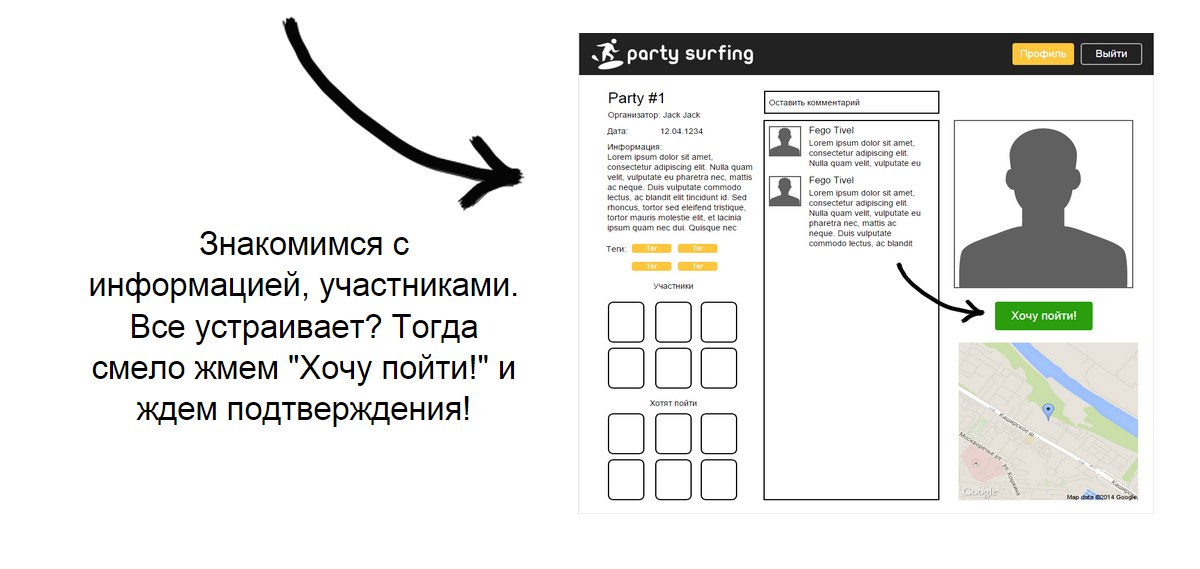 Знакомимся с
информацией, участниками.
Все устраивает? Тогда
смело жмем "Хочу пойти!" и
ждем подтверждения!
party surfing
Профиль
Выйти
Party #1
Организатор: Jack Jack
Дата: 12.04.1234
Информация:
Lorem ipsum dolor sit amet,
consectetur adipiscing elit. Nulla quam
velit, vulputate eu pharetra nec, mattis
ac neque. Duis vulputate commodo
lectus, ac blandit elit tincidunt id. Sed
rhoncus, tortor sed eleifend tristique,
tortor mauris molestie elit, et lacinia
ipsum quam nec dui. Quisque nec
Теги: Тег Тег
Тег Тег
Участники
Хотят пойти
Оставить комментарий
Fego Tivel
Lorem ipsum dolor sit amet,
consectetur adipiscing elit.
Nulla quam velit, vulputate eu
Fego Tivel
Lorem ipsum dolor sit amet,
consectetur adipiscing elit.
Nulla quam velit, vulputate
eu pharetra nec, mattis ac
neque. Duis vulputate
commodo lectus, ac blandit
Хочу пойти!
Каширское ш.
Москворечье ул.
ул. Кошкина
Каширское
Google
Map data ©2014 Google